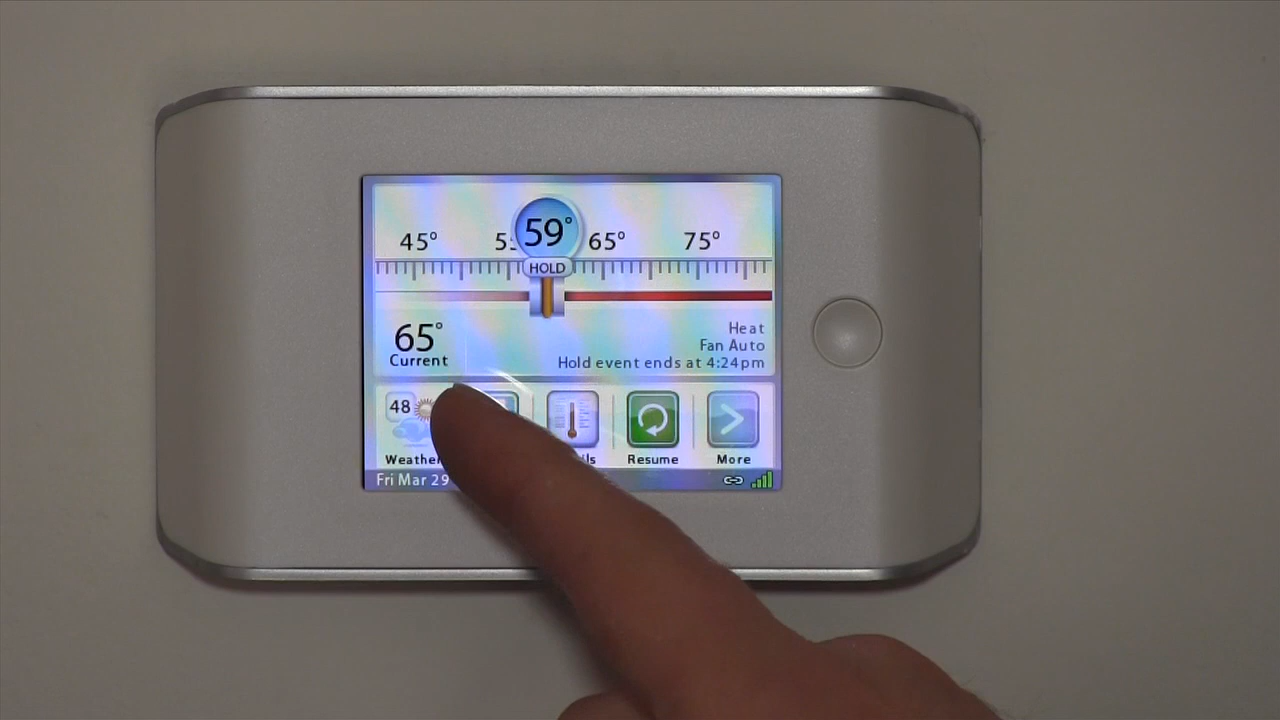 59°
45° 65° 75°
HOLD
65°
Current
Heat
Fan Auto
Hold event ends at 4:24pm
48
Weather Resume More
Fri Mar 29